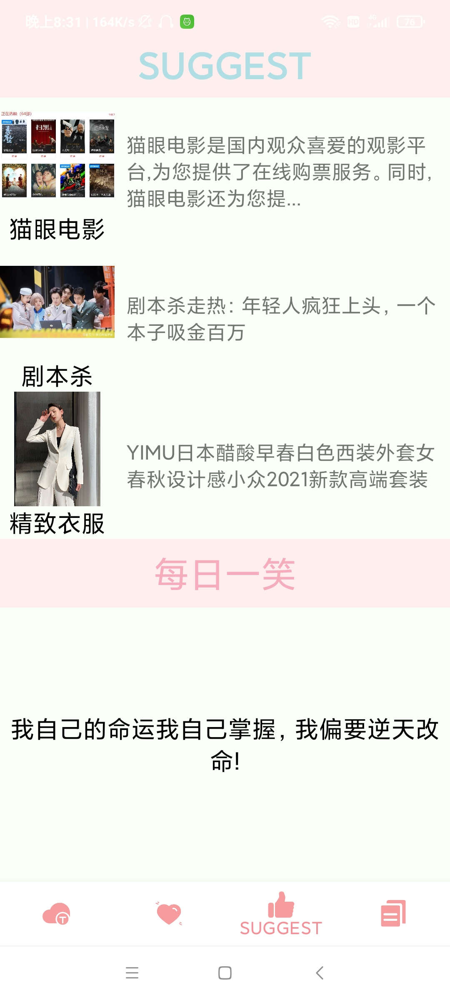 晚上8:31 | 164K/s
HD 4G 76
SUGGEST
正在热映（64部）
扫黑
猫眼电影是国内观众喜爱的观影平
台,为您提供了在线购票服务。同时,
猫眼电影还为您提...
猫眼电影
剧本杀走热：年轻人疯狂上头，一个
本子吸金百万
剧本杀
YIMU日本醋酸早春白色西装外套女
春秋设计感小众2021新款高端套装
精致衣服
每日一笑
我自己的命运我自己掌握，我偏要逆天改
命!
T
SUGGEST